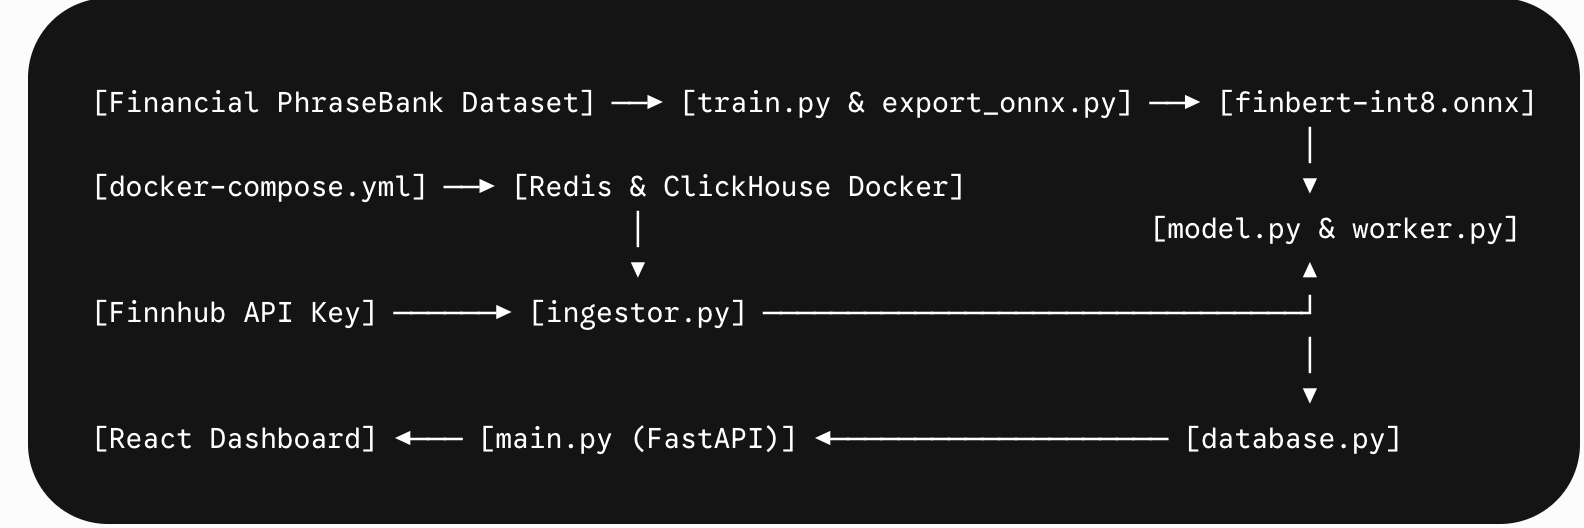 [Financial PhraseBank Dataset] ──► [train.py & export_onnx.py] ──► [finbert-int8.onnx]
[docker-compose.yml] ──► [Redis & ClickHouse Docker]
[model.py & worker.py]
[Finnhub API Key] ──────► [ingestor.py] ────────────────────────────────┘
[React Dashboard] ◄─── [main.py (FastAPI)] ◄──────────────────── [database.py]